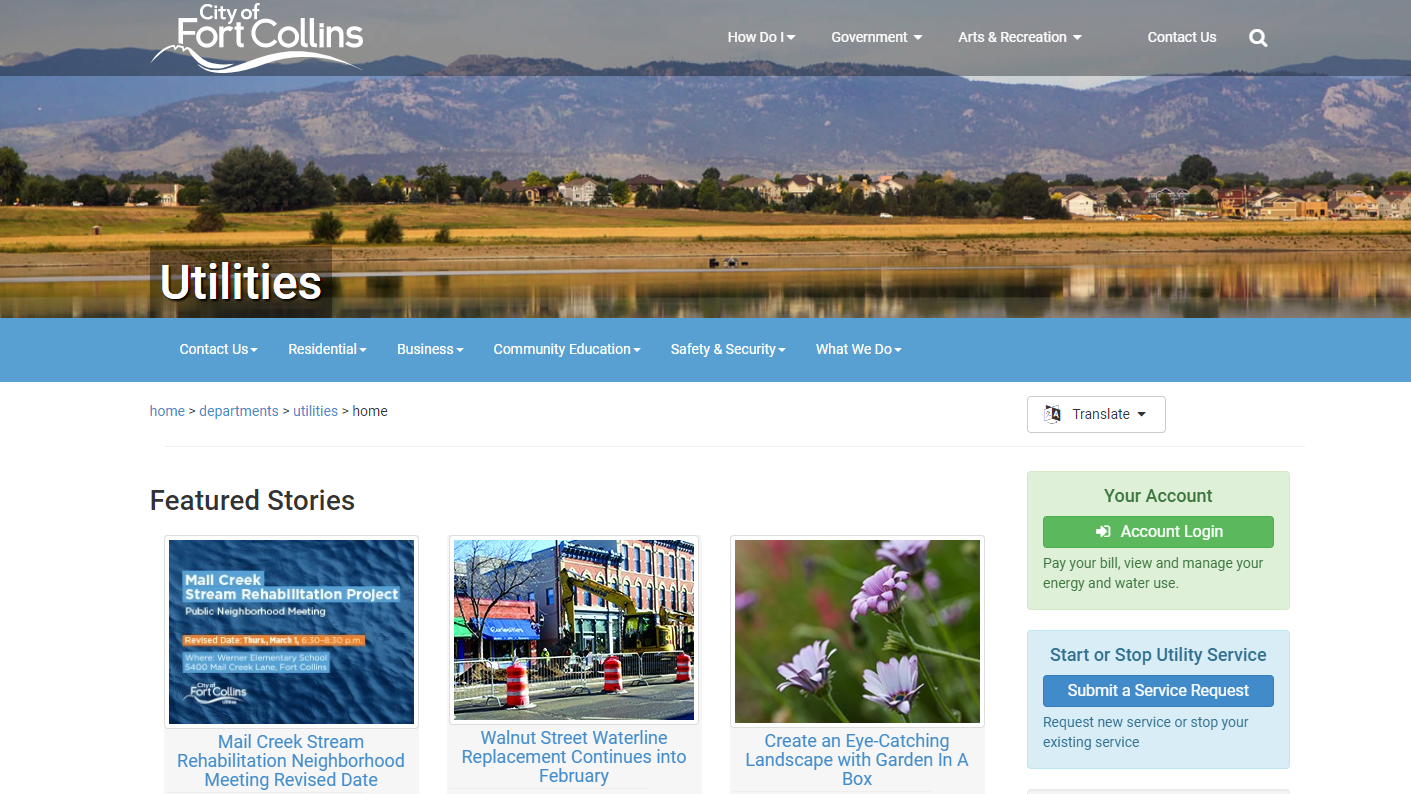 City of
Fort Collins
How Do I
Government
Arts & Recreation
Contact Us
Utilities
Contact Us
Residential
Business
Community Education
Safety & Security
What We Do
home > departments > utilities > home
Translate
Featured Stories
Mail Creek
Stream Rehabilitation Project
Public Neighborhood Meeting
Revised Date: Thurs., March 1, 6:30-8:30 p.m.
Where: Werner Elementary School
5400 Mail Creek Lane, Fort Collins
City of
Fort Collins
Utilities
Mail Creek Stream
Rehabilitation Neighborhood
Meeting Revised Date
Walnut Street Waterline
Replacement Continues into
February
Create an Eye-Catching
Landscape with Garden In A
Box
Your Account
Account Login
Pay your bill, view and manage your
energy and water use.
Start or Stop Utility Service
Submit a Service Request
Request new service or stop your
existing service